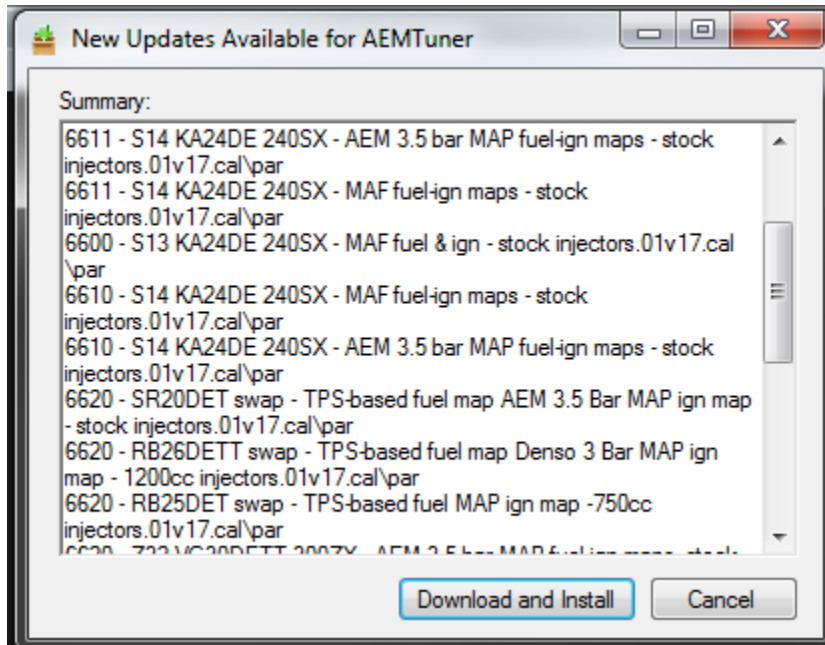 New Updates Available for AEMTuner
Summary:
6611 - S14 KA24DE 240SX - AEM 3.5 bar MAP fuel-ign maps - stock
injectors.01v17.cal\par
6611 - S14 KA24DE 240SX - MAF fuel-ign maps - stock
injectors.01v17.cal\par
6600 - S13 KA24DE 240SX - MAF fuel & ign - stock injectors.01v17.cal
\par
6610 - S14 KA24DE 240SX - MAF fuel-ign maps - stock
injectors.01v17.cal\par
6610 - S14 KA24DE 240SX - AEM 3.5 bar MAP fuel-ign maps - stock
injectors.01v17.cal\par
6620 - SR20DET swap - TPS-based fuel map AEM 3.5 Bar MAP ign map
- stock injectors.01v17.cal\par
6620 - RB26DETT swap - TPS-based fuel map Denso 3 Bar MAP ign
map - 1200cc injectors.01v17.cal\par
6620 - RB25DET swap - TPS-based fuel MAP ign map -750cc
injectors.01v17.cal\par
Download and Install
Cancel